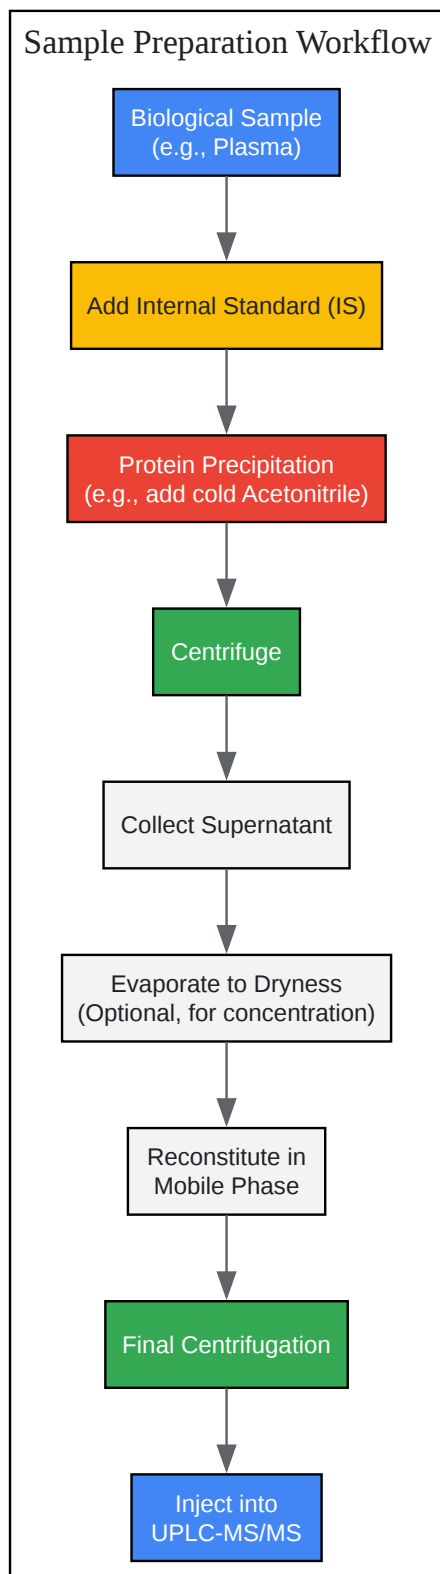 Sample Preparation Workflow
Biological Sample
(e.g., Plasma)
Add Internal Standard (IS)
Protein Precipitation
(e.g., add cold Acetonitrile)
Centrifuge
Collect Supernatant
Evaporate to Dryness
(Optional, for concentration)
Reconstitute in
Mobile Phase
Final Centrifugation
Inject into
UPLC-MS/MS